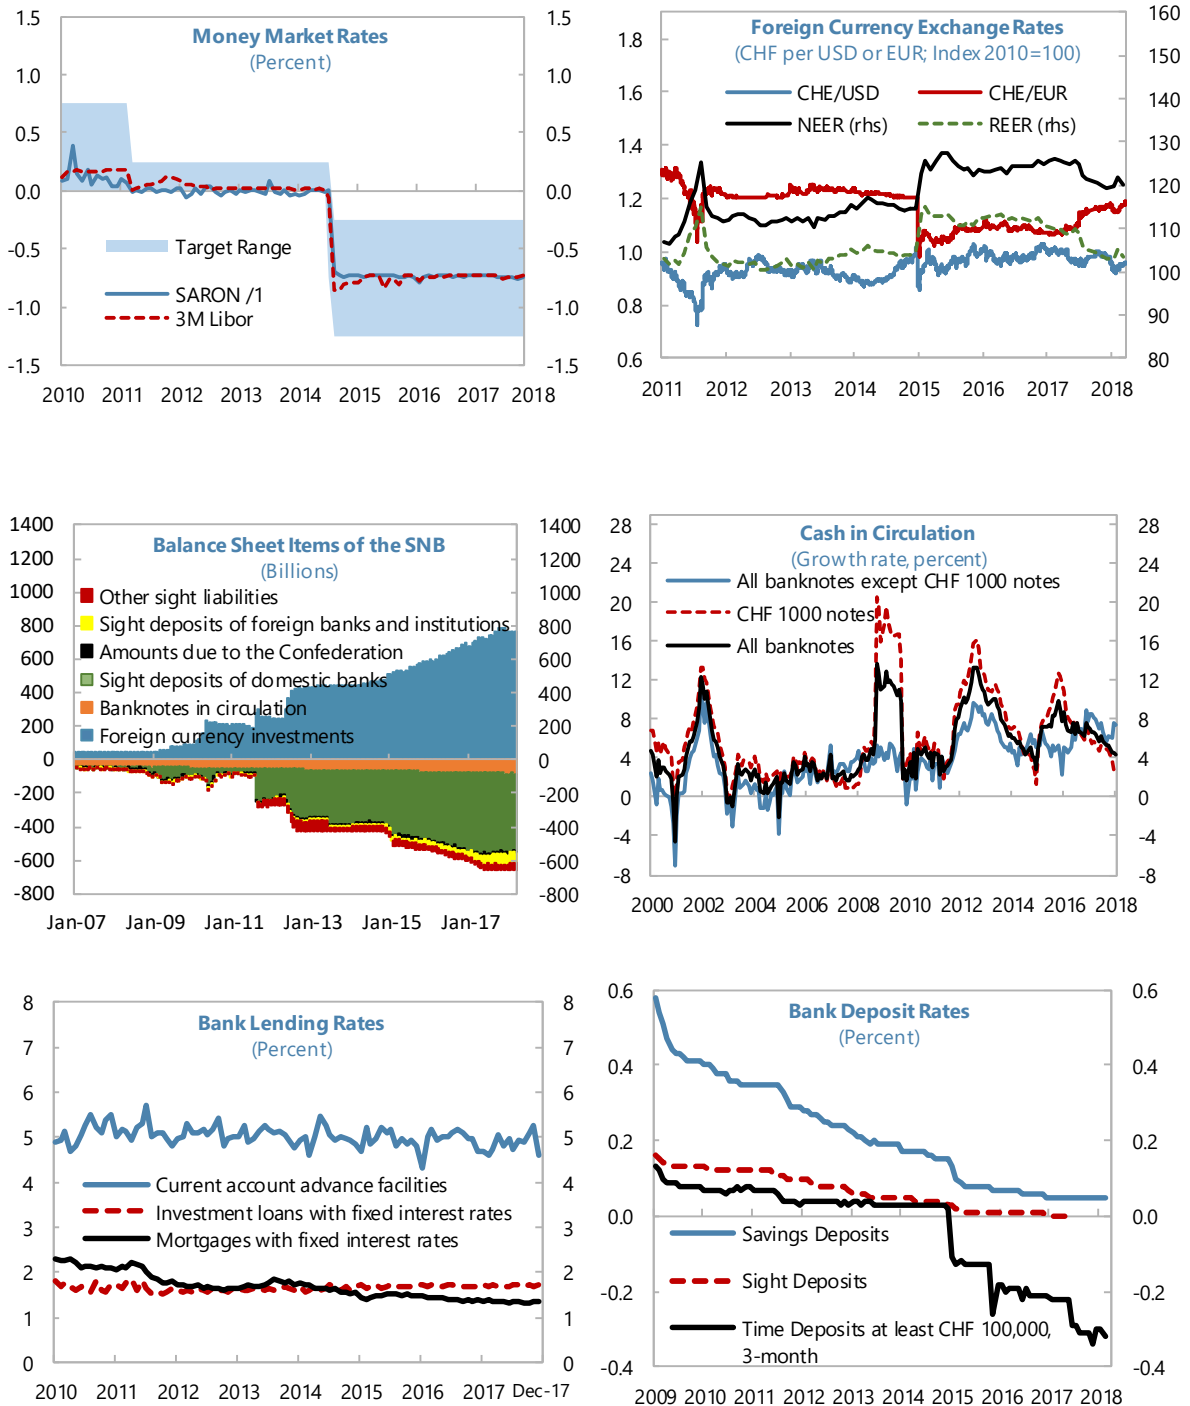 Money Market Rates
(Percent)
1.5
1.0
0.5
0.0
-0.5
-1.0
-1.5
1.5
1.0
0.5
0.0
-0.5
-1.0
-1.5
Target Range
SARON /1
3M Libor
2010 2011 2012 2013 2014 2015 2016 2017 2018
Foreign Currency Exchange Rates
(CHF per USD or EUR; Index 2010=100)
CHE/USD
CHE/EUR
NEER (rhs)
REER (rhs)
1.8
1.6
1.4
1.2
1.0
0.8
0.6
160
150
140
130
120
110
100
90
80
2011 2012 2013 2014 2015 2016 2017 2018
Balance Sheet Items of the SNB
(Billions)
1400
1200
1000
800
600
400
200
0
-200
-400
-600
-800
1400
1200
1000
800
600
400
200
0
-200
-400
-600
-800
Other sight liabilities
Sight deposits of foreign banks and institutions
Amounts due to the Confederation
Sight deposits of domestic banks
Banknotes in circulation
Foreign currency investments
Jan-07 Jan-09 Jan-11 Jan-13 Jan-15 Jan-17
Cash in Circulation
(Growth rate, percent)
All banknotes except CHF 1000 notes
CHF 1000 notes
All banknotes
28
24
20
16
12
8
4
0
-4
-8
28
24
20
16
12
8
4
0
-4
-8
2000 2002 2004 2006 2008 2010 2012 2014 2016 2018
Bank Lending Rates
(Percent)
8
7
6
5
4
3
2
1
0
8
7
6
5
4
3
2
1
0
Current account advance facilities
Investment loans with fixed interest rates
Mortgages with fixed interest rates
2010 2011 2012 2013 2014 2015 2016 2017 Dec-17
Bank Deposit Rates
(Percent)
0.6
0.4
0.2
0.0
-0.2
-0.4
0.6
0.4
0.2
0.0
-0.2
-0.4
Savings Deposits
Sight Deposits
Time Deposits at least CHF 100,000,
3-month
2009 2010 2011 2012 2013 2014 2015 2016 2017 2018